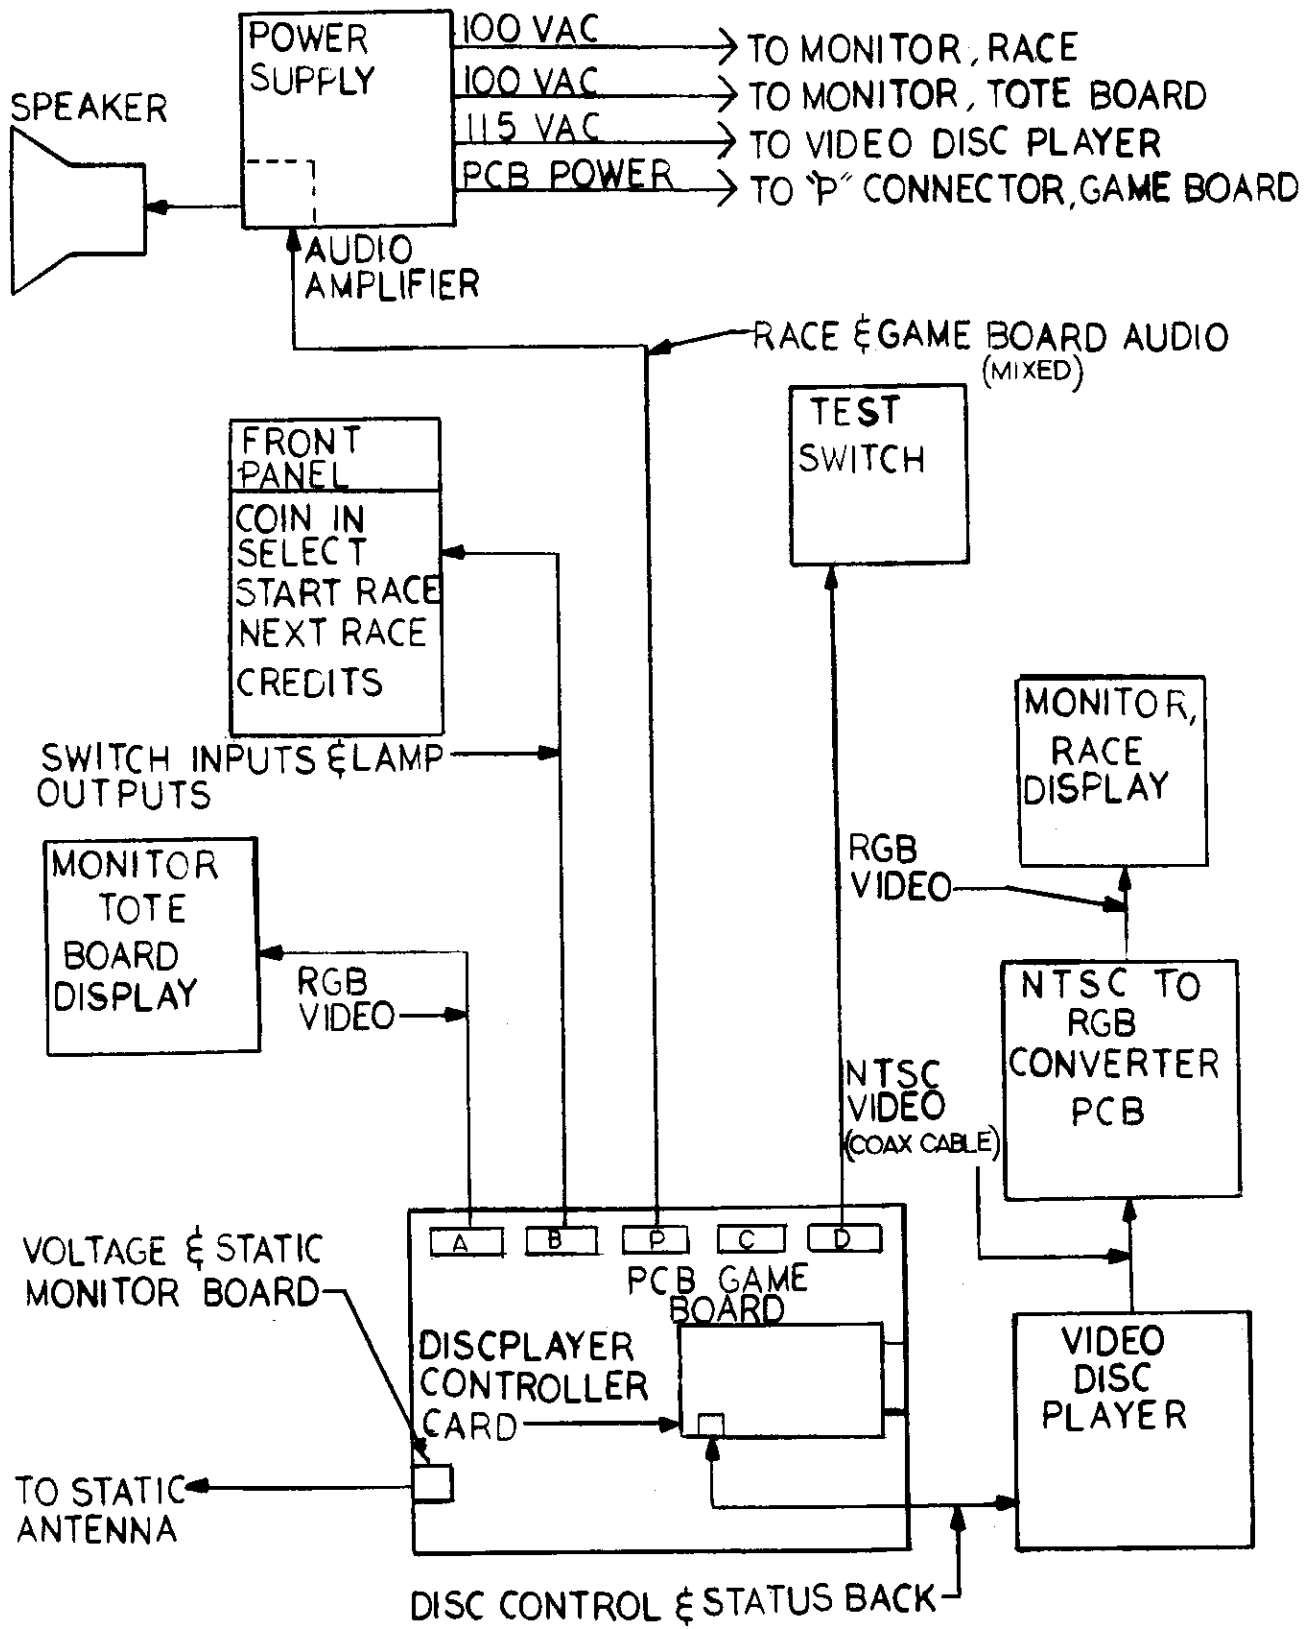 POWER
SUPPLY
100 VAC
TO MONITOR, RACE
100 VAC
TO MONITOR, TOTE BOARD
115 VAC
TO VIDEO DISC PLAYER
PCB POWER
TO "P" CONNECTOR, GAME BOARD
SPEAKER
AUDIO
AMPLIFIER
RACE & GAME BOARD AUDIO
(MIXED)
TEST
SWITCH
FRONT
PANEL
COIN IN
SELECT
START RACE
NEXT RACE
CREDITS
SWITCH INPUTS & LAMP
OUTPUTS
MONITOR,
RACE
DISPLAY
RGB
VIDEO
MONITOR
TOTE
BOARD
DISPLAY
RGB
VIDEO
NTSC TO
RGB
CONVERTER
PCB
NTSC
VIDEO
(COAX CABLE)
A
B
P
C
D
PCB GAME
BOARD
VOLTAGE & STATIC
MONITOR BOARD
DISCPLAYER
CONTROLLER
CARD
VIDEO
DISC
PLAYER
TO STATIC
ANTENNA
DISC CONTROL & STATUS BACK